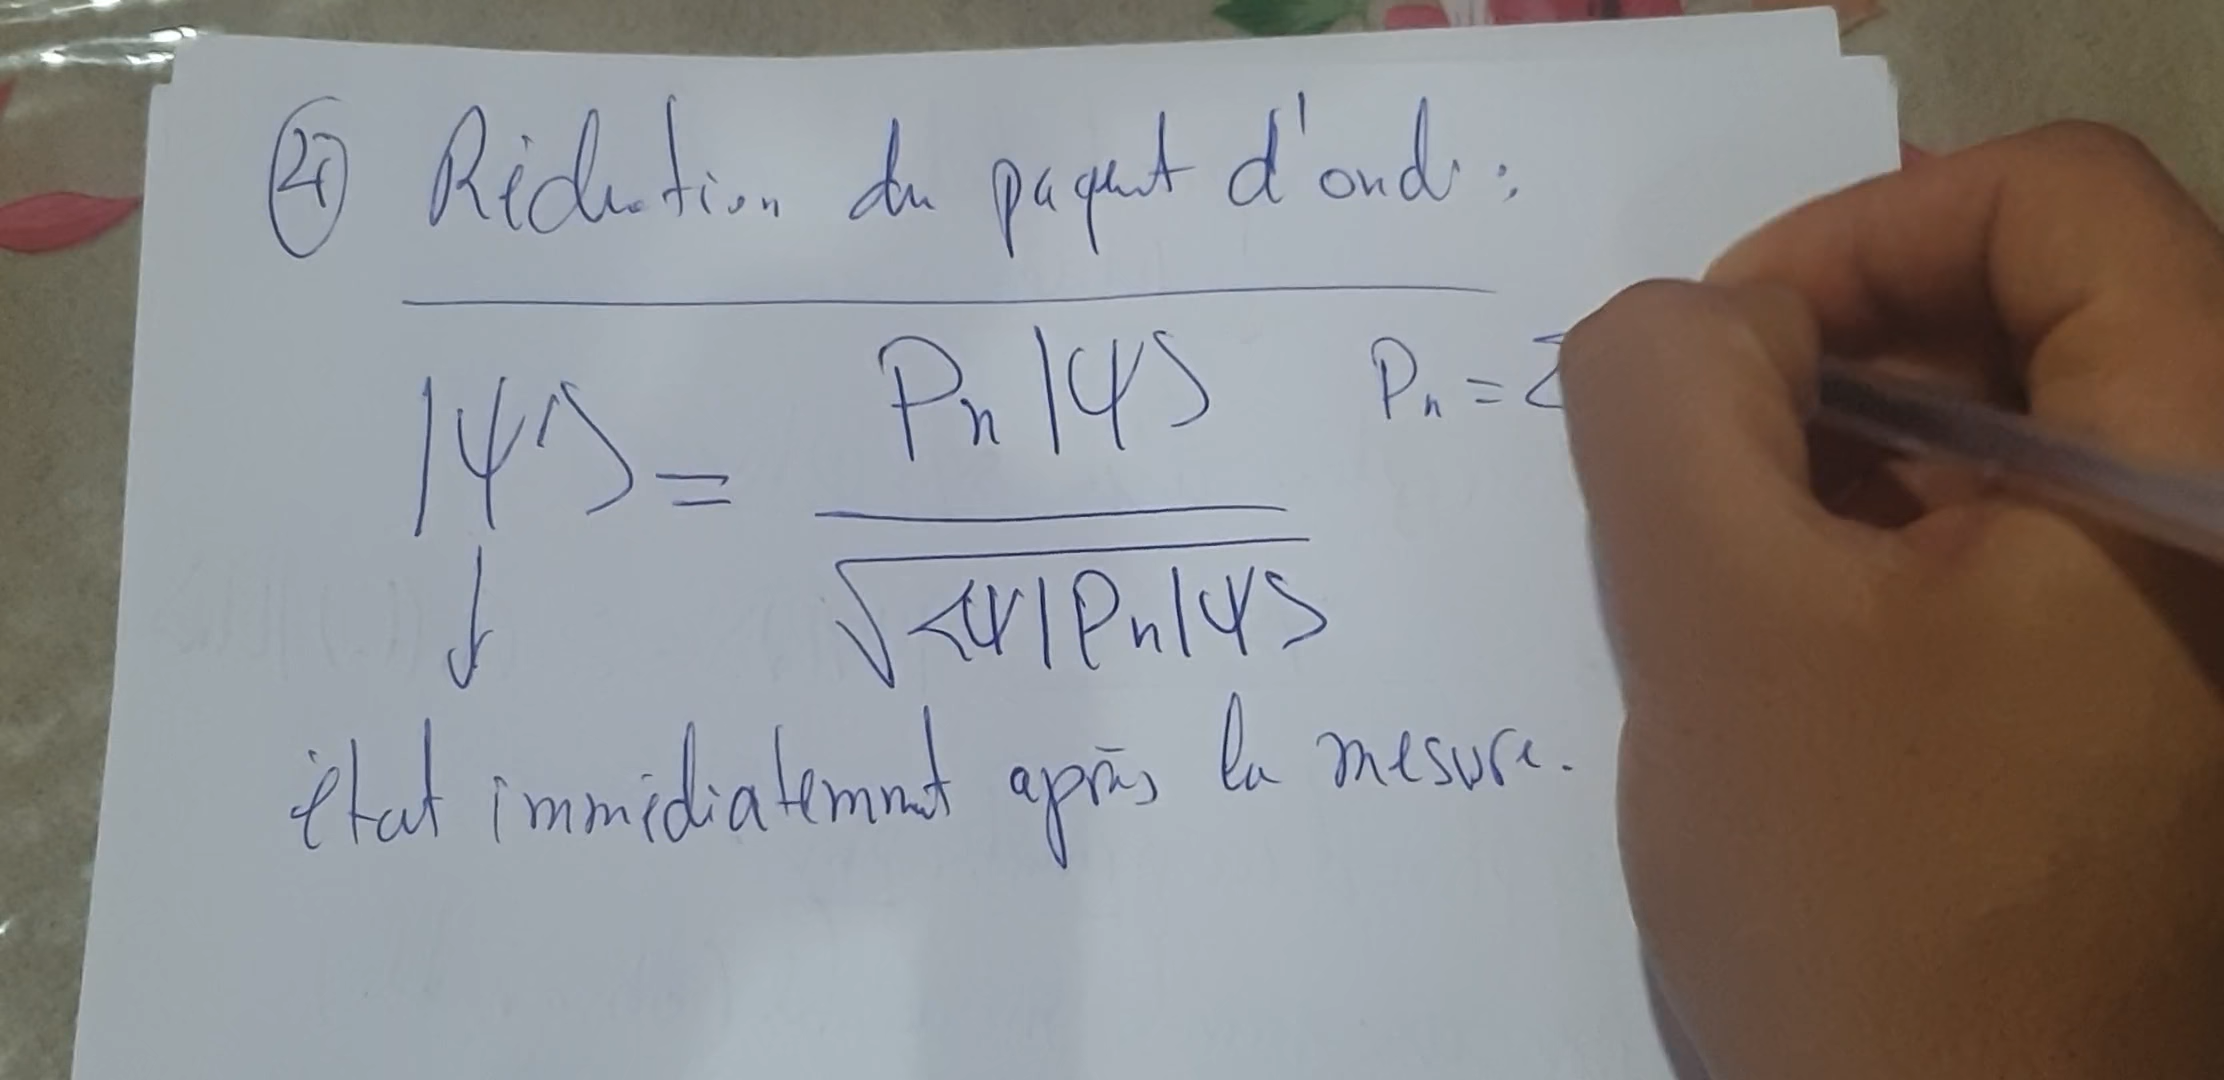 ④ Réduction du paquet d'onde :
|ψ'> = Pn |ψ> / √<ψ|Pn|ψ>
Pn = Σ
↓
état immédiatement après la mesure.